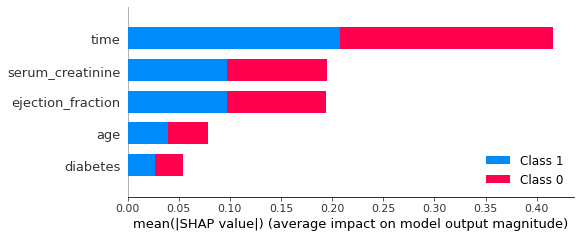 time
serum_creatinine
ejection_fraction
age
diabetes
Class 1
Class 0
0.00 0.05 0.10 0.15 0.20 0.25 0.30 0.35 0.40
mean(|SHAP value|) (average impact on model output magnitude)